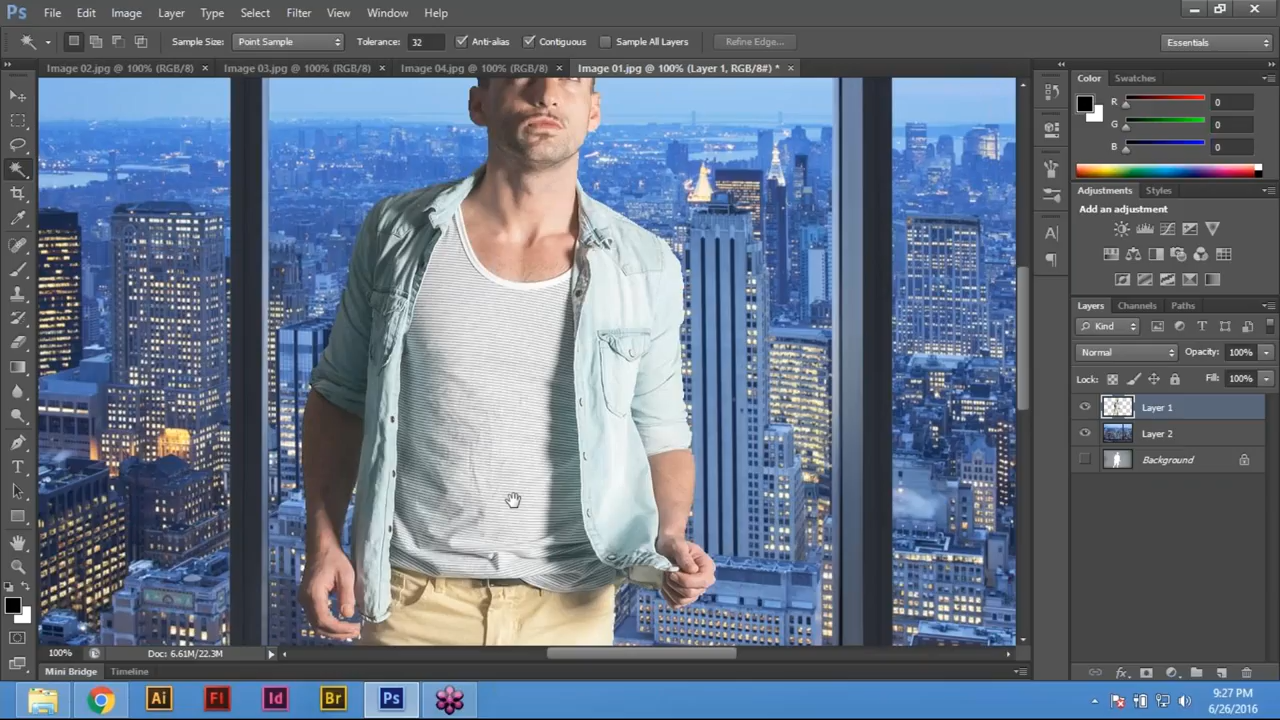 Ps File Edit Image Layer Type Select Filter View Window Help
Sample Size: Point Sample Tolerance: 32 Anti-alias Contiguous Sample All Layers Refine Edge... Essentials
Image 02.jpg @ 100% (RGB/8) × Image 03.jpg @ 100% (RGB/8) × Image 04.jpg @ 100% (RGB/8) × Image 01.jpg @ 100% (Layer 1, RGB/8#) * ×
Color Swatches
R 0
G 0
B 0
Adjustments Styles
Add an adjustment
Layers Channels Paths
Kind
Normal Opacity: 100%
Lock: Fill: 100%
Layer 1
Layer 2
Background
100% Doc: 6.61M/22.3M
Mini Bridge Timeline
Ai Fl Id Br Ps
9:27 PM
6/26/2016